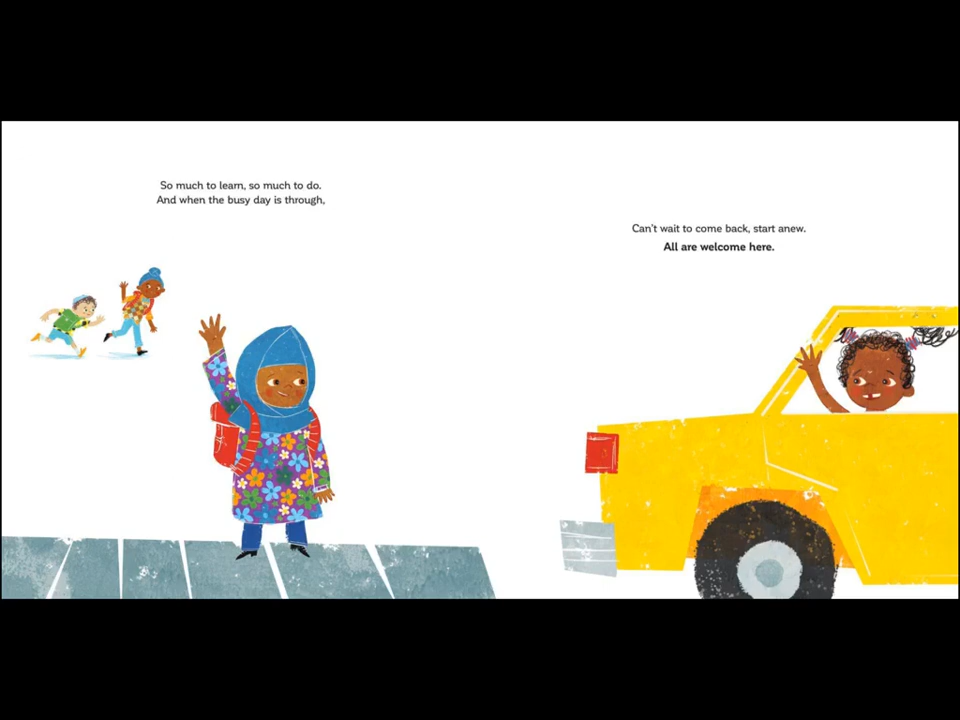 So much to learn, so much to do.
And when the busy day is through,
Can't wait to come back, start anew.
All are welcome here.